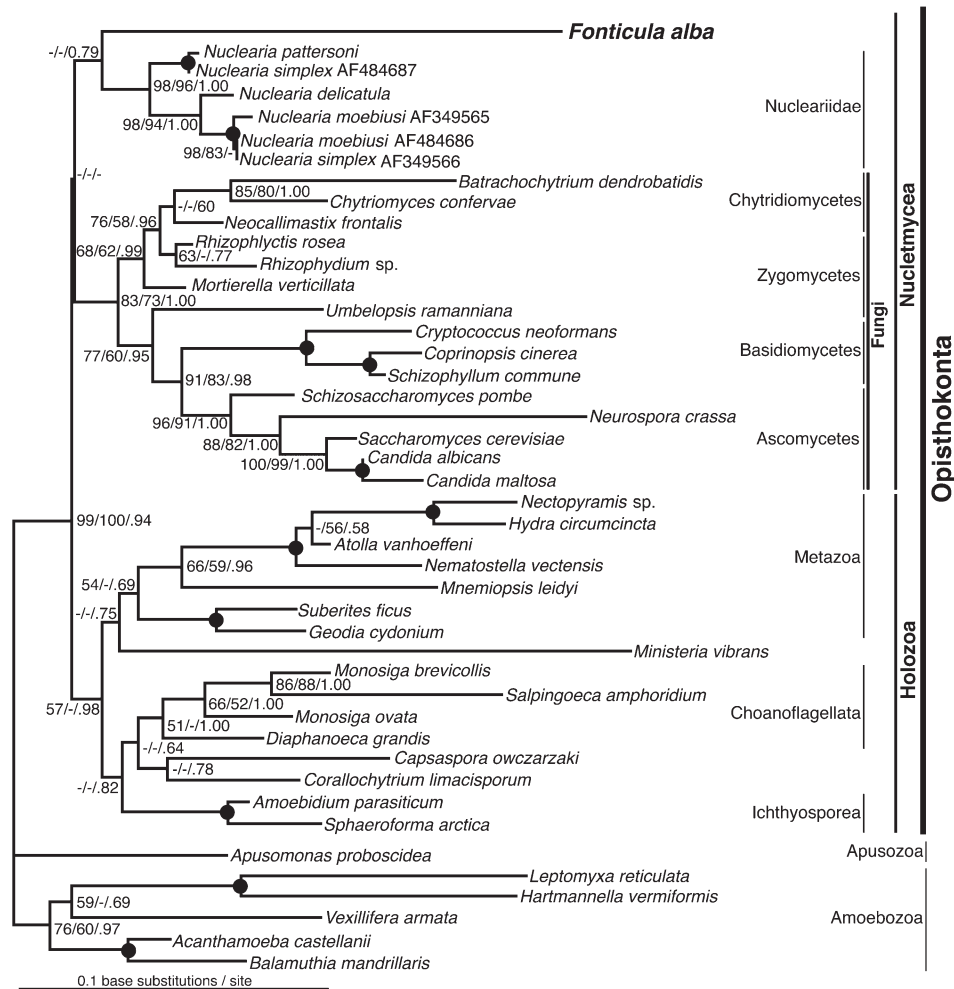 Fonticula alba
-/-/0.79
Nuclearia pattersoni
Nuclearia simplex AF484687
98/96/1.00
Nuclearia delicatula
Nucleariidae
Nuclearia moebiusi AF349565
98/94/1.00
Nuclearia moebiusi AF484686
98/83/-
Nuclearia simplex AF349566
-/-/-
Batrachochytrium dendrobatidis
85/80/1.00
Chytriomyces confervae
Chytridiomycetes
-/-/60
76/58/.96
Neocallimastix frontalis
Rhizophlyctis rosea
68/62/.99
63/-/.77
Rhizophydium sp.
Zygomycetes
Mortierella verticillata
83/73/1.00
Umbelopsis ramanniana
Cryptococcus neoformans
77/60/.95
Coprinopsis cinerea
Basidiomycetes
Schizophyllum commune
91/83/.98
Schizosaccharomyces pombe
Neurospora crassa
96/91/1.00
Saccharomyces cerevisiae
Ascomycetes
88/82/1.00
Candida albicans
100/99/1.00
Candida maltosa
Fungi
Nucletmycea
Opisthokonta
Nectopyramis sp.
99/100/.94
Hydra circumcincta
-/56/.58
Atolla vanhoeffeni
Metazoa
66/59/.96
Nematostella vectensis
54/-/.69
Mnemiopsis leidyi
Suberites ficus
-/-/.75
Geodia cydonium
Ministeria vibrans
Holozoa
Monosiga brevicollis
86/88/1.00
Salpingoeca amphoridium
66/52/1.00
57/-/.98
Monosiga ovata
Choanoflagellata
51/-/1.00
Diaphanoeca grandis
-/-/.64
Capsaspora owczarzaki
-/-/.78
Corallochytrium limacisporum
-/-/.82
Amoebidium parasiticum
Ichthyosporea
Sphaeroforma arctica
Apusomonas proboscidea
Apusozoa
Leptomyxa reticulata
Hartmannella vermiformis
59/-/.69
Vexillifera armata
Amoebozoa
76/60/.97
Acanthamoeba castellanii
Balamuthia mandrillaris
0.1 base substitutions / site